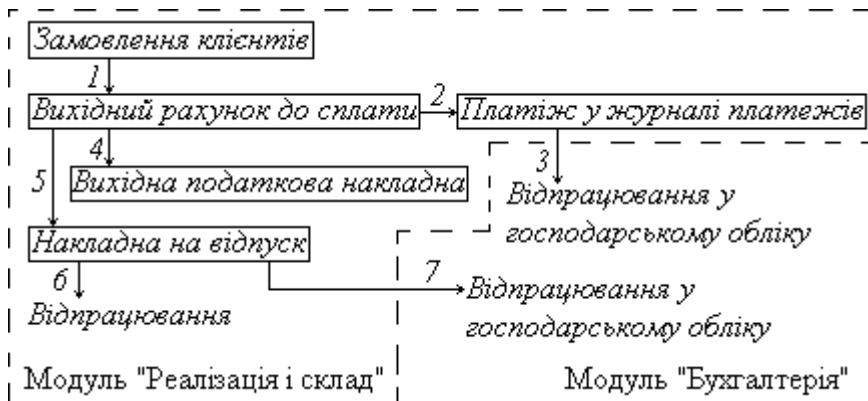 Замовлення клієнтів
1
Вихідний рахунок до сплати
2
Платіж у журналі платежів
4
3
5
Вихідна податкова накладна
Відпрацювання у
господарському обліку
Накладна на відпуск
6
7
Відпрацювання у
господарському обліку
Відпрацювання
Модуль "Реалізація і склад"
Модуль "Бухгалтерія"